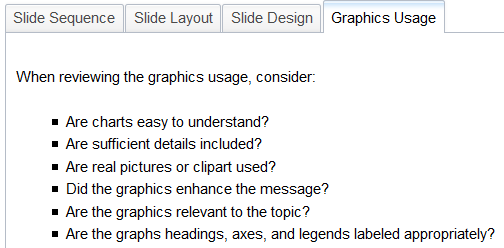 Slide Sequence Slide Layout Slide Design Graphics Usage
When reviewing the graphics usage, consider:
Are charts easy to understand?
Are sufficient details included?
Are real pictures or clipart used?
Did the graphics enhance the message?
Are the graphics relevant to the topic?
Are the graphs headings, axes, and legends labeled appropriately?